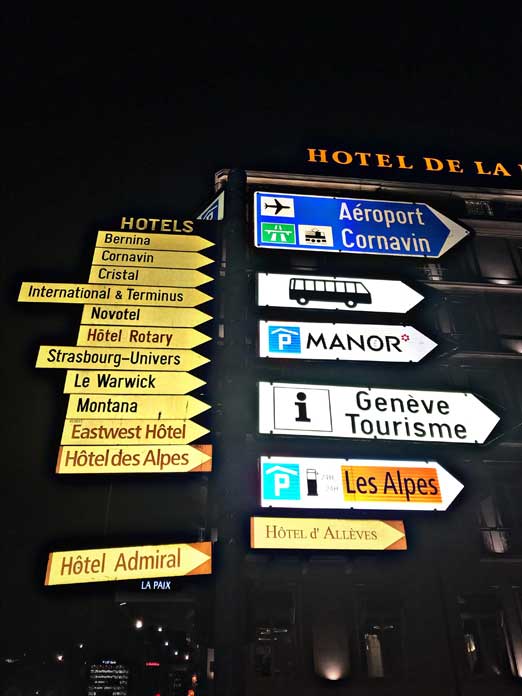 HOTEL DE LA
HOTELS
Bernina
Cornavin
Cristal
International & Terminus
Novotel
Hôtel Rotary
Strasbourg-Univers
Le Warwick
Montana
Eastwest Hôtel
Hôtel des Alpes
Hôtel Admiral
LA PAIX
Aéroport
Cornavin
P MANOR
i Genève
Tourisme
P Les Alpes
HÔTEL d' ALLÈVES